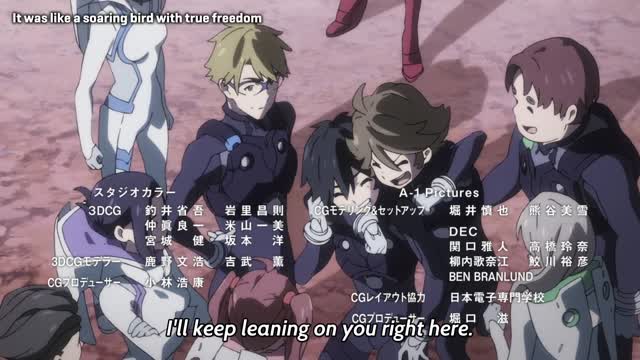 It was like a soaring bird with true freedom
スタジオカラー
3DCG 釣井省吾 岩里昌則
仲眞良一 米山一美
宮城 健 坂本 洋
3DCGモデラー 鹿野文浩 吉武 薫
CGプロデューサー 小林浩康
A-1 Pictures
CGモデリング&セットアップ 堀井慎也 熊谷美雪
DEC
関口雅人 高橋玲奈
柳内歌奈江 鮫川裕彦
BEN BRANLUND
CGレイアウト協力 日本電子専門学校
CGプロデューサー 堀口 滋
I'll keep leaning on you right here.